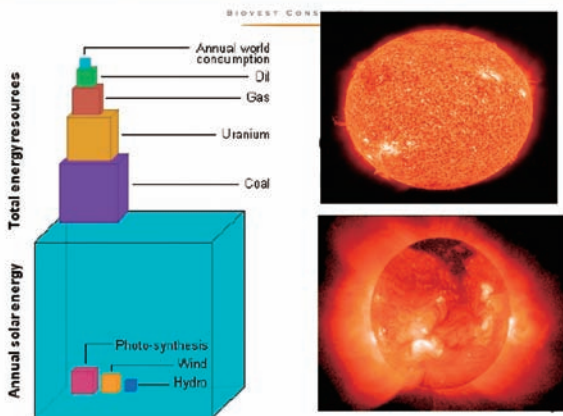 BIOVEST CONS
Annual world
consumption
Oil
Gas
Uranium
Coal
Total energy resources
Photo-synthesis
Wind
Hydro
Annual solar energy